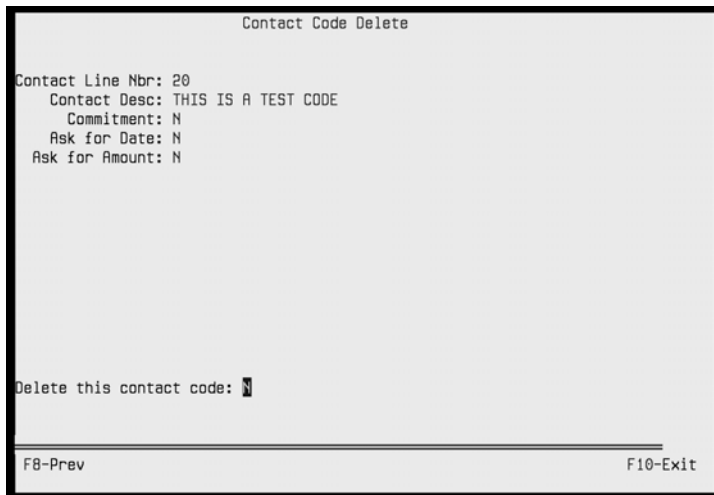 Contact Code Delete
Contact Line Nbr: 20
Contact Desc: THIS IS A TEST CODE
Commitment: N
Ask for Date: N
Ask for Amount: N
Delete this contact code: N
F8-Prev F10-Exit